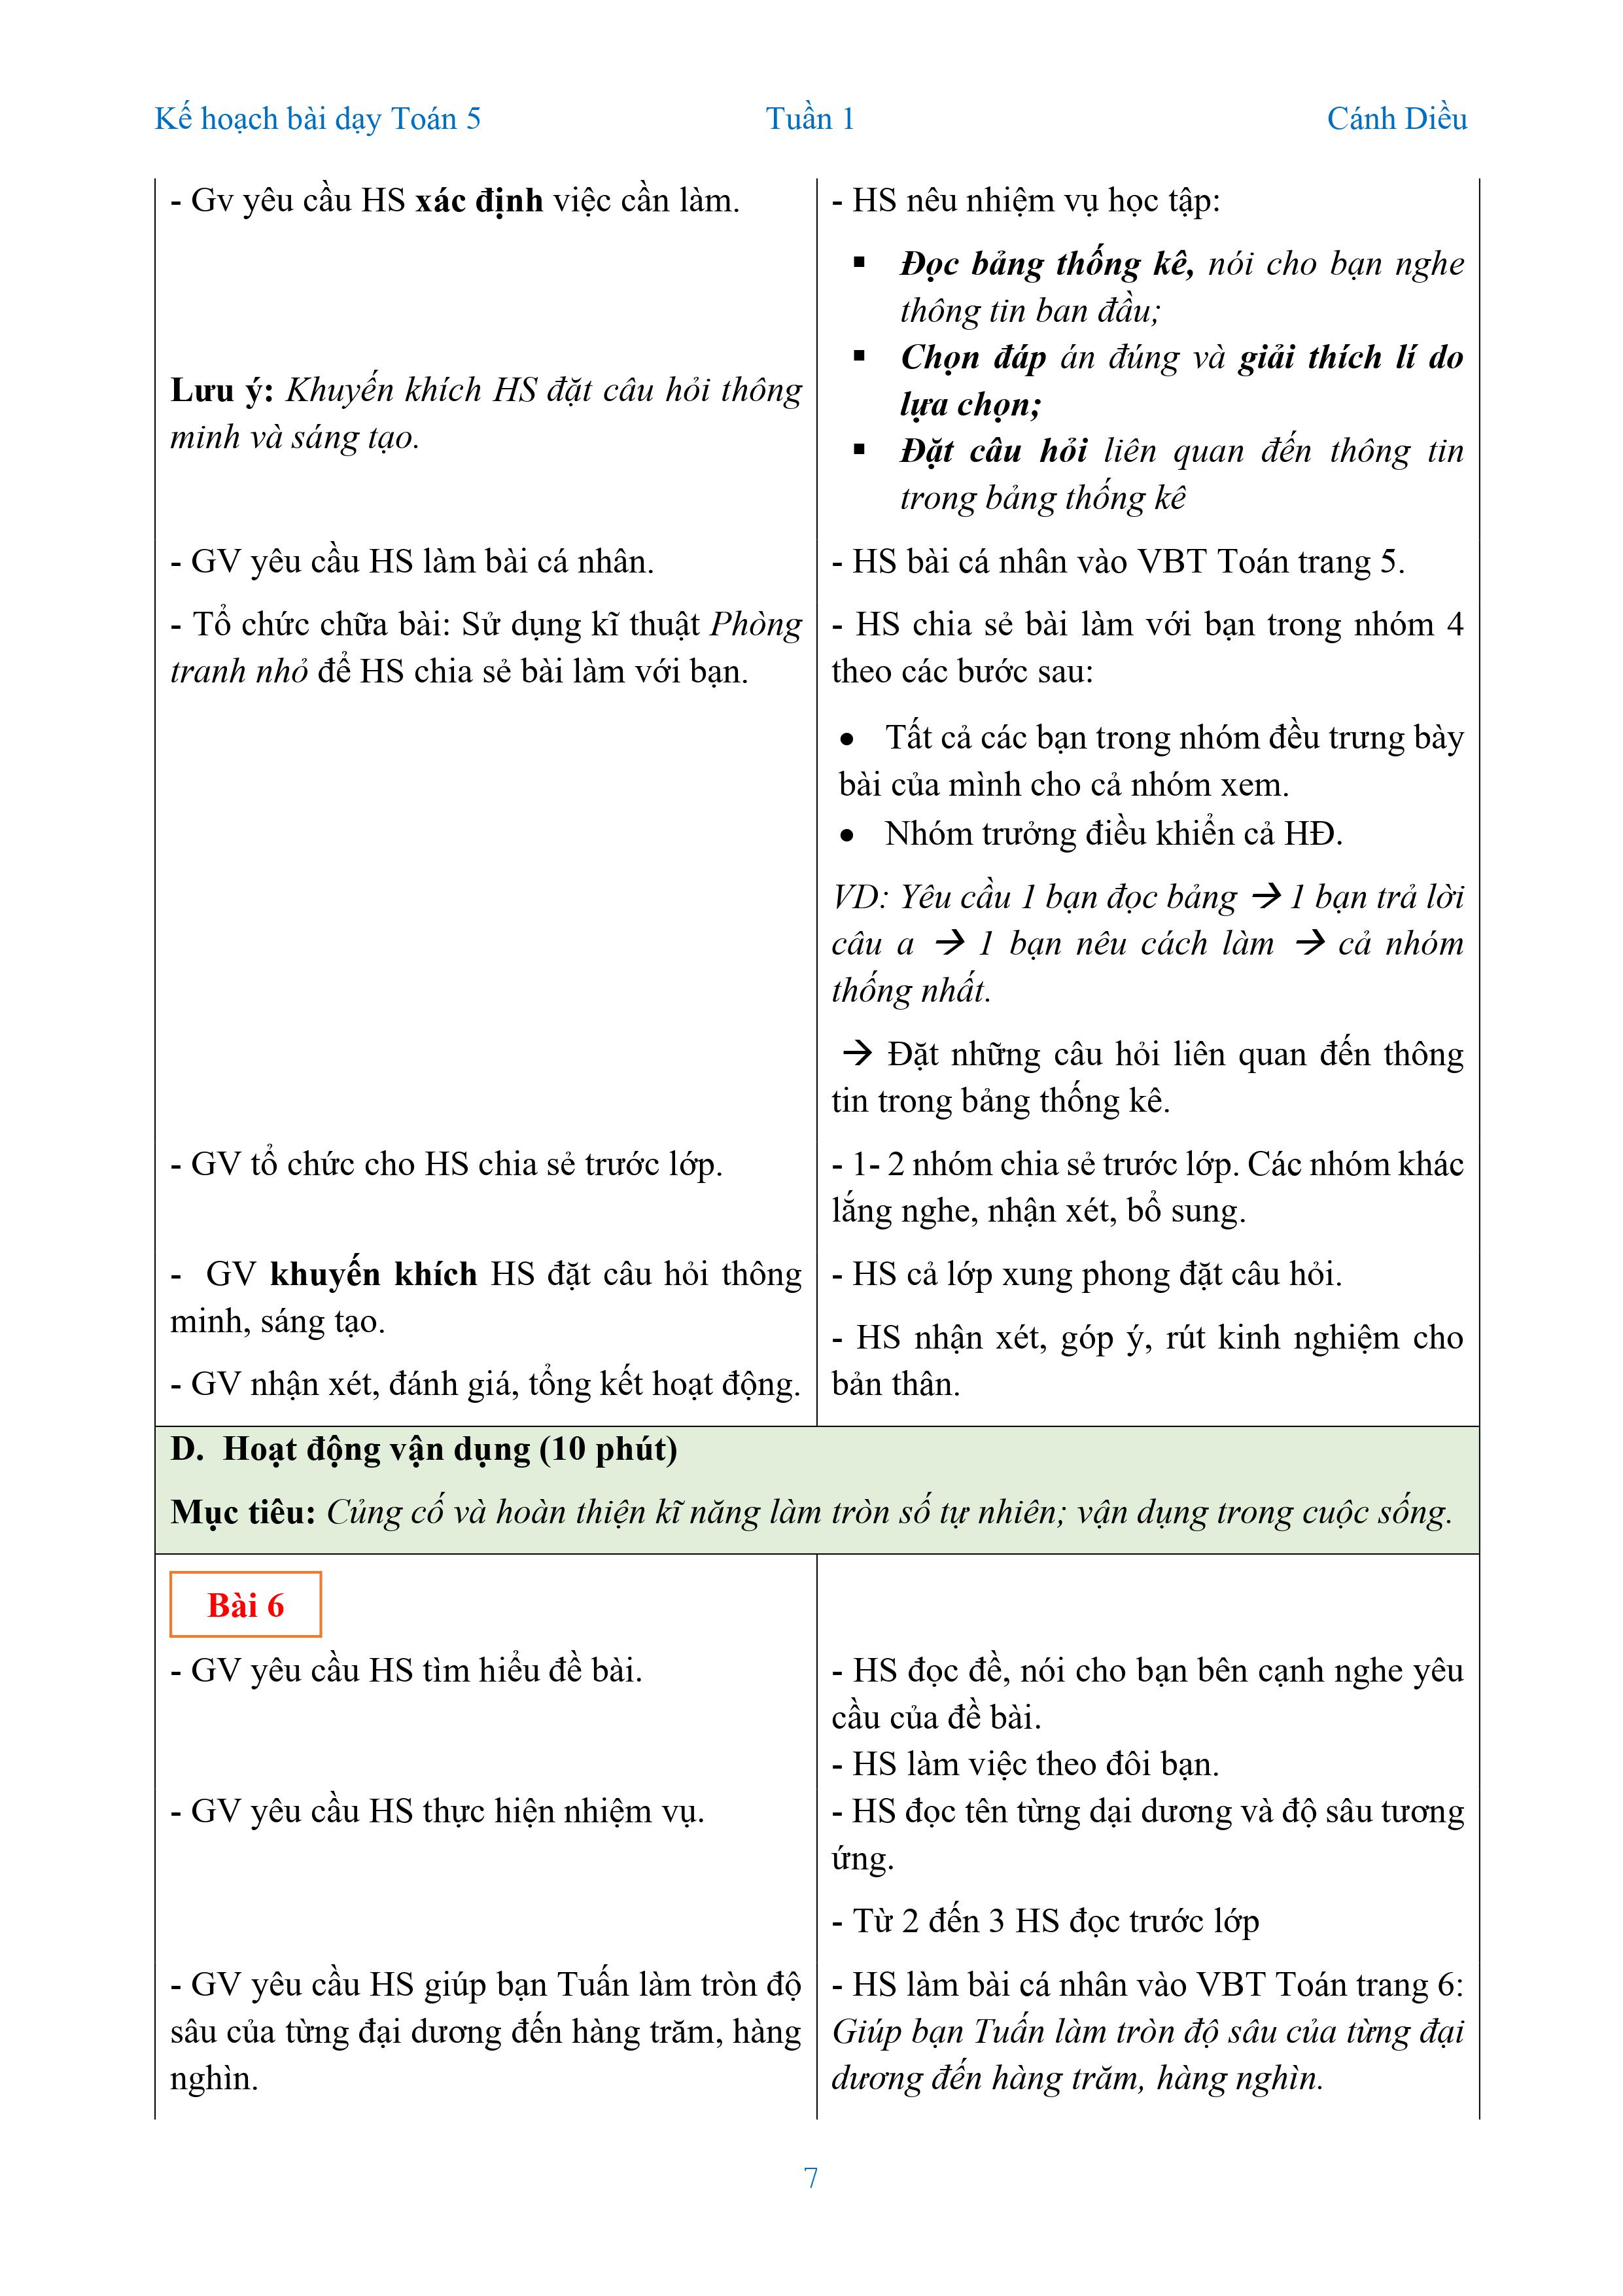 Kế hoạch bài dạy Toán 5 Tuần 1 Cánh Diều
- Gv yêu cầu HS xác định việc cần làm.
Lưu ý: Khuyến khích HS đặt câu hỏi thông
minh và sáng tạo.
- HS nêu nhiệm vụ học tập:
▪ Đọc bảng thống kê, nói cho bạn nghe
thông tin ban đầu;
▪ Chọn đáp án đúng và giải thích lí do
lựa chọn;
▪ Đặt câu hỏi liên quan đến thông tin
trong bảng thống kê
- GV yêu cầu HS làm bài cá nhân.
- HS bài cá nhân vào VBT Toán trang 5.
- Tổ chức chữa bài: Sử dụng kĩ thuật Phòng
tranh nhỏ để HS chia sẻ bài làm với bạn.
- HS chia sẻ bài làm với bạn trong nhóm 4
theo các bước sau:
• Tất cả các bạn trong nhóm đều trưng bày
bài của mình cho cả nhóm xem.
• Nhóm trưởng điều khiển cả HĐ.
VD: Yêu cầu 1 bạn đọc bảng → 1 bạn trả lời
câu a → 1 bạn nêu cách làm → cả nhóm
thống nhất.
→ Đặt những câu hỏi liên quan đến thông
tin trong bảng thống kê.
- GV tổ chức cho HS chia sẻ trước lớp.
- 1- 2 nhóm chia sẻ trước lớp. Các nhóm khác
lắng nghe, nhận xét, bổ sung.
- GV khuyến khích HS đặt câu hỏi thông
minh, sáng tạo.
- GV nhận xét, đánh giá, tổng kết hoạt động.
- HS cả lớp xung phong đặt câu hỏi.
- HS nhận xét, góp ý, rút kinh nghiệm cho
bản thân.
D. Hoạt động vận dụng (10 phút)
Mục tiêu: Củng cố và hoàn thiện kĩ năng làm tròn số tự nhiên; vận dụng trong cuộc sống.
Bài 6
- GV yêu cầu HS tìm hiểu đề bài.
- HS đọc đề, nói cho bạn bên cạnh nghe yêu
cầu của đề bài.
- HS làm việc theo đôi bạn.
- GV yêu cầu HS thực hiện nhiệm vụ.
- HS đọc tên từng dại dương và độ sâu tương
ứng.
- Từ 2 đến 3 HS đọc trước lớp
- GV yêu cầu HS giúp bạn Tuấn làm tròn độ
sâu của từng đại dương đến hàng trăm, hàng
nghìn.
- HS làm bài cá nhân vào VBT Toán trang 6:
Giúp bạn Tuấn làm tròn độ sâu của từng đại
dương đến hàng trăm, hàng nghìn.
7